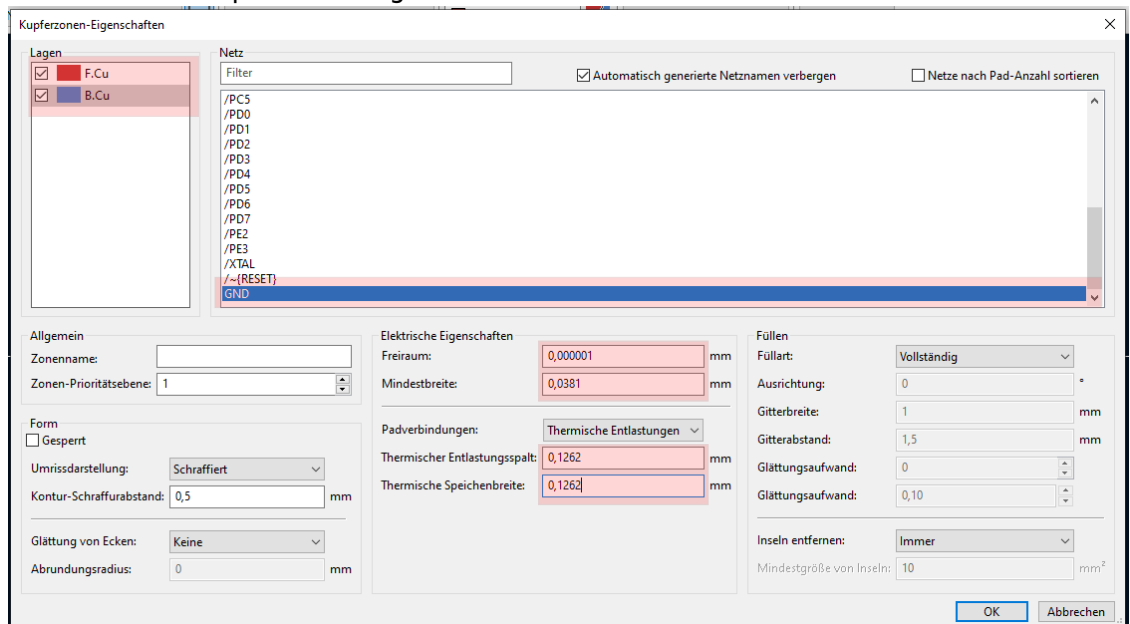 Kupferzonen-Eigenschaften
Lagen
F.Cu
B.Cu
Netz
Filter
Automatisch generierte Netznamen verbergen
Netze nach Pad-Anzahl sortieren
/PC5
/PD0
/PD1
/PD2
/PD3
/PD4
/PD5
/PD6
/PD7
/PE2
/PE3
/XTAL
/~{RESET}
GND
Allgemein
Zonenname:
Zonen-Prioritätsebene: 1
Form
Gesperrt
Umrissdarstellung: Schraffiert
Kontur-Schraffurabstand: 0,5 mm
Glättung von Ecken: Keine
Abrundungsradius: 0 mm
Elektrische Eigenschaften
Freiraum: 0,000001 mm
Mindestbreite: 0,0381 mm
Padverbindungen: Thermische Entlastungen
Thermischer Entlastungsspalt: 0,1262 mm
Thermische Speichenbreite: 0,1262 mm
Füllen
Füllart: Vollständig
Ausrichtung: 0 °
Gitterbreite: 1 mm
Gitterabstand: 1,5 mm
Glättungsaufwand: 0
Glättungsaufwand: 0,10
Inseln entfernen: Immer
Mindestgröße von Inseln: 10 mm²
OK Abbrechen